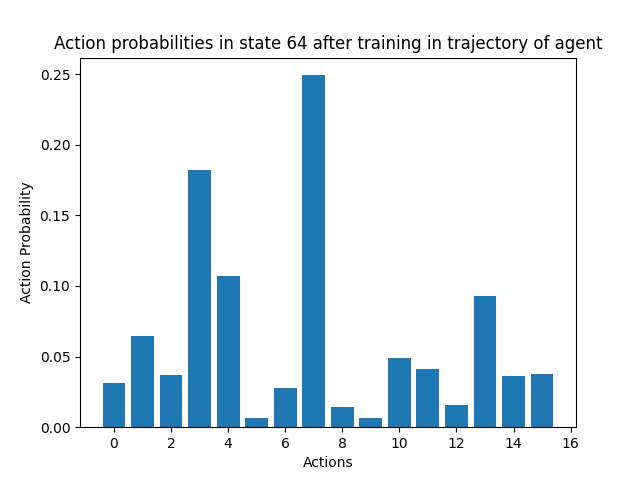 Action probabilities in state 64 after training in trajectory of agent
0.25
0.20
0.15
0.10
0.05
0.00
Action Probability
0 2 4 6 8 10 12 14 16
Actions